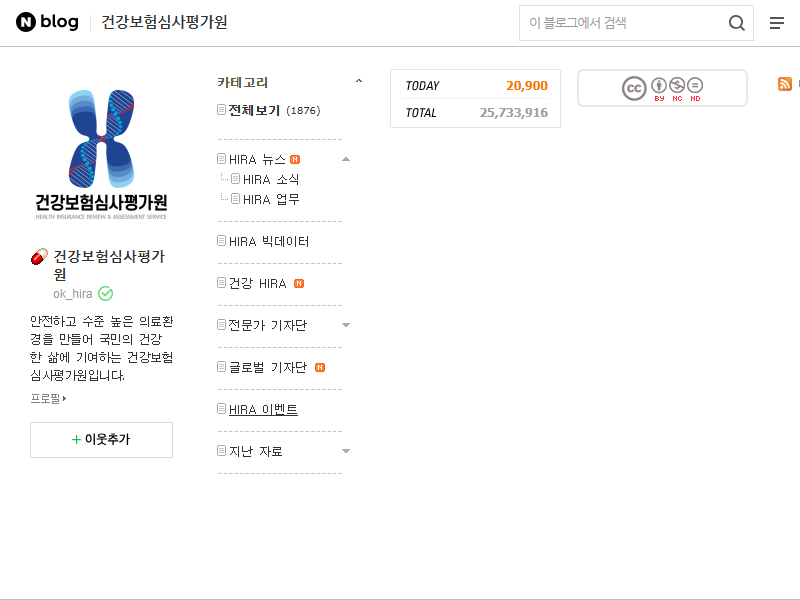 N blog 건강보험심사평가원
이 블로그에서 검색
건강보험심사평가원
HEALTH INSURANCE REVIEW & ASSESSMENT SERVICE
건강보험심사평가
원
ok_hira
안전하고 수준 높은 의료환
경을 만들어 국민의 건강
한 삶에 기여하는 건강보험
심사평가원입니다.
프로필
+ 이웃추가
카테고리
전체보기 (1876)
HIRA 뉴스 N
HIRA 소식
HIRA 업무
HIRA 빅데이터
건강 HIRA N
전문가 기자단
글로벌 기자단 N
HIRA 이벤트
지난 자료
TODAY 20,900
TOTAL 25,733,916
cc
BY NC ND